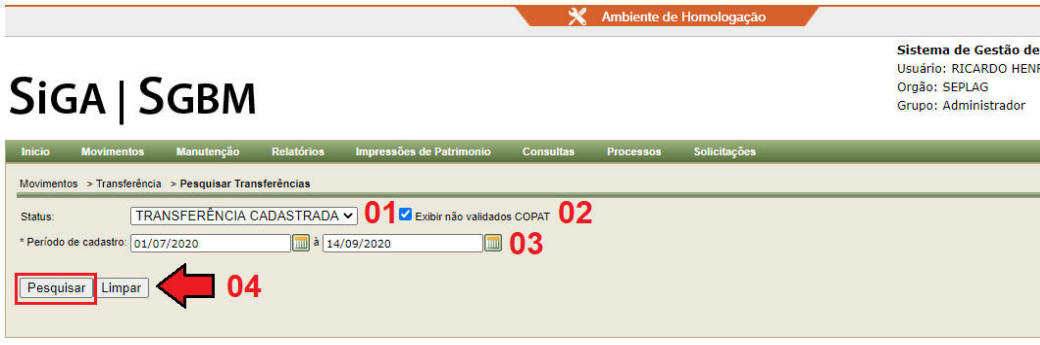 Ambiente de Homologação
Sistema de Gestão de
Usuário: RICARDO HENR
Orgão: SEPLAG
Grupo: Administrador
SiGA | SGBM
Inicio Movimentos Manutenção Relatórios Impressões de Patrimonio Consultas Processos Solicitações
Movimentos > Transferência > Pesquisar Transferências
Status: TRANSFERÊNCIA CADASTRADA 01 Exibir não validados COPAT 02
* Período de cadastro: 01/07/2020 à 14/09/2020 03
Pesquisar Limpar 04